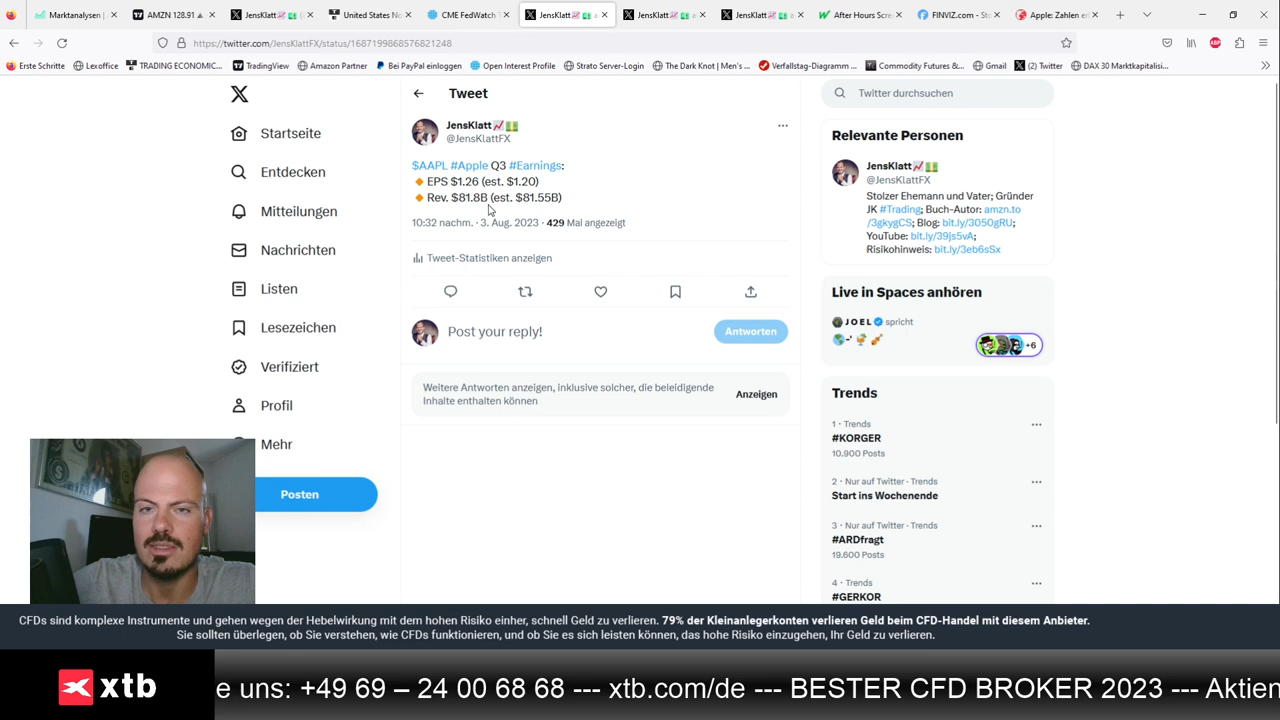 Marktanalysen |
AMZN 128.91 ▲
JensKlatt📈💵
United States No
CME FedWatch T
JensKlatt📈💵 a
JensKlatt📈💵 a
JensKlatt📈💵 a
After Hours Scre
FINVIZ.com - Sto
Apple: Zahlen er
https://twitter.com/JensKlattFX/status/1687199868576821248
Erste Schritte
Lexoffice
TRADING ECONOMIC...
TradingView
Amazon Partner
Bei PayPal einloggen
Open Interest Profile
Strato Server-Login
The Dark Knot | Men's ...
Verfallstag-Diagramm ...
Commodity Futures &...
Gmail
(2) Twitter
DAX 30 Marktkapitalisi...
Startseite
Entdecken
Mitteilungen
Nachrichten
Listen
Lesezeichen
Verifiziert
Profil
Mehr
Posten
Tweet
JensKlatt📈💵
@JensKlattFX
$AAPL #Apple Q3 #Earnings:
🔸EPS $1.26 (est. $1.20)
🔸Rev. $81.8B (est. $81.55B)
10:32 nachm. · 3. Aug. 2023 · 429 Mal angezeigt
Tweet-Statistiken anzeigen
Post your reply!
Antworten
Weitere Antworten anzeigen, inklusive solcher, die beleidigende
Inhalte enthalten können
Anzeigen
Twitter durchsuchen
Relevante Personen
JensKlatt📈💵
@JensKlattFX
Stolzer Ehemann und Vater; Gründer
JK #Trading; Buch-Autor: amzn.to
/3gkygCS; Blog: bit.ly/3050gRU;
YouTube: bit.ly/39js5vA;
Risikohinweis: bit.ly/3eb6sSx
Live in Spaces anhören
JOEL spricht
+6
Trends
1 · Trends
#KORGER
10.900 Posts
2 · Nur auf Twitter · Trends
Start ins Wochenende
3 · Nur auf Twitter · Trends
#ARDfragt
19.600 Posts
4 · Trends
#GERKOR
CFDs sind komplexe Instrumente und gehen wegen der Hebelwirkung mit dem hohen Risiko einher, schnell Geld zu verlieren. 79% der Kleinanlegerkonten verlieren Geld beim CFD-Handel mit diesem Anbieter.
Sie sollten überlegen, ob Sie verstehen, wie CFDs funktionieren, und ob Sie es sich leisten können, das hohe Risiko einzugehen, Ihr Geld zu verlieren.
xtb
e uns: +49 69 – 24 00 68 68 --- xtb.com/de --- BESTER CFD BROKER 2023 --- Aktien